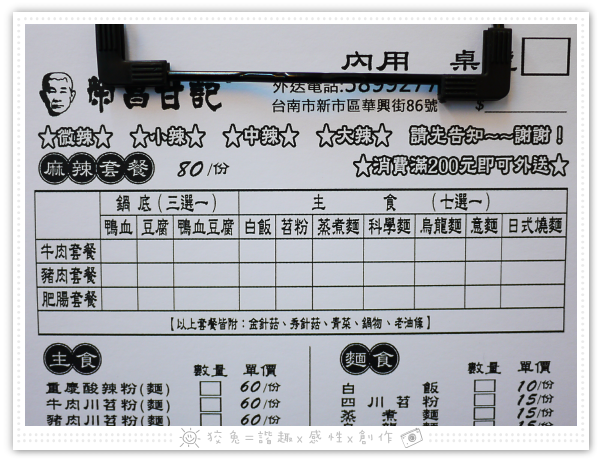 內用 桌號
榮昌甘記 外送電話:5899277
台南市新市區華興街86號 $
★微辣★ ★小辣★ ★中辣★ ★大辣★ 請先告知~~謝謝!
麻辣套餐 80/份 ★消費滿200元即可外送★
鍋底(三選一) 主食(七選一)
鴨血 豆腐 鴨血豆腐 白飯 苕粉 蒸煮麵 科學麵 烏龍麵 意麵 日式燒麵
牛肉套餐
豬肉套餐
肥腸套餐
【以上套餐皆附:金針菇、秀針菇、青菜、鍋物、老油條】
主食 數量 單價
重慶酸辣粉(麵) 60/份
牛肉川苕粉(麵) 60/份
豬肉川苕粉(麵) 60/份
麵食 數量 單價
白飯 10/份
四川苕粉 15/份
蒸煮麵 15/份
狡兔=諧趣x感性x創作